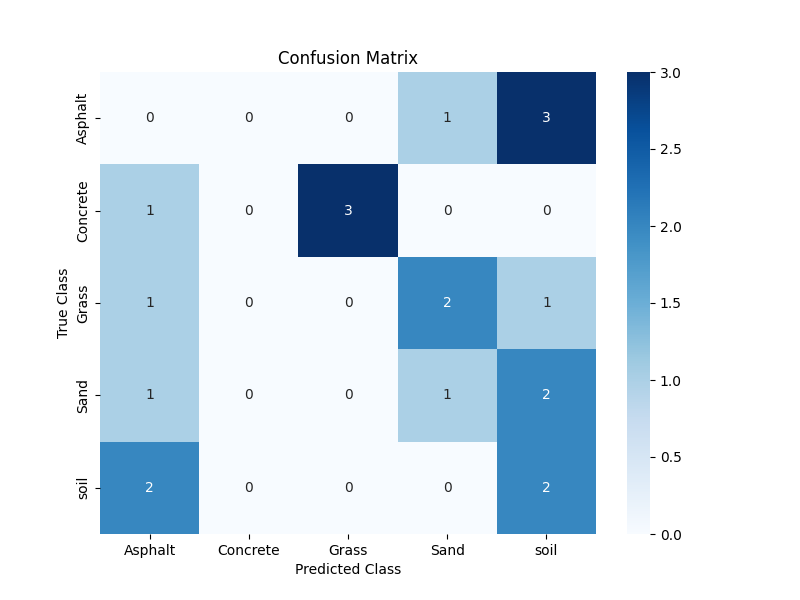 Confusion Matrix
True Class
Asphalt 0 0 0 1 3
Concrete 1 0 3 0 0
Grass 1 0 0 2 1
Sand 1 0 0 1 2
soil 2 0 0 0 2
Asphalt Concrete Grass Sand soil
Predicted Class
3.0
2.5
2.0
1.5
1.0
0.5
0.0